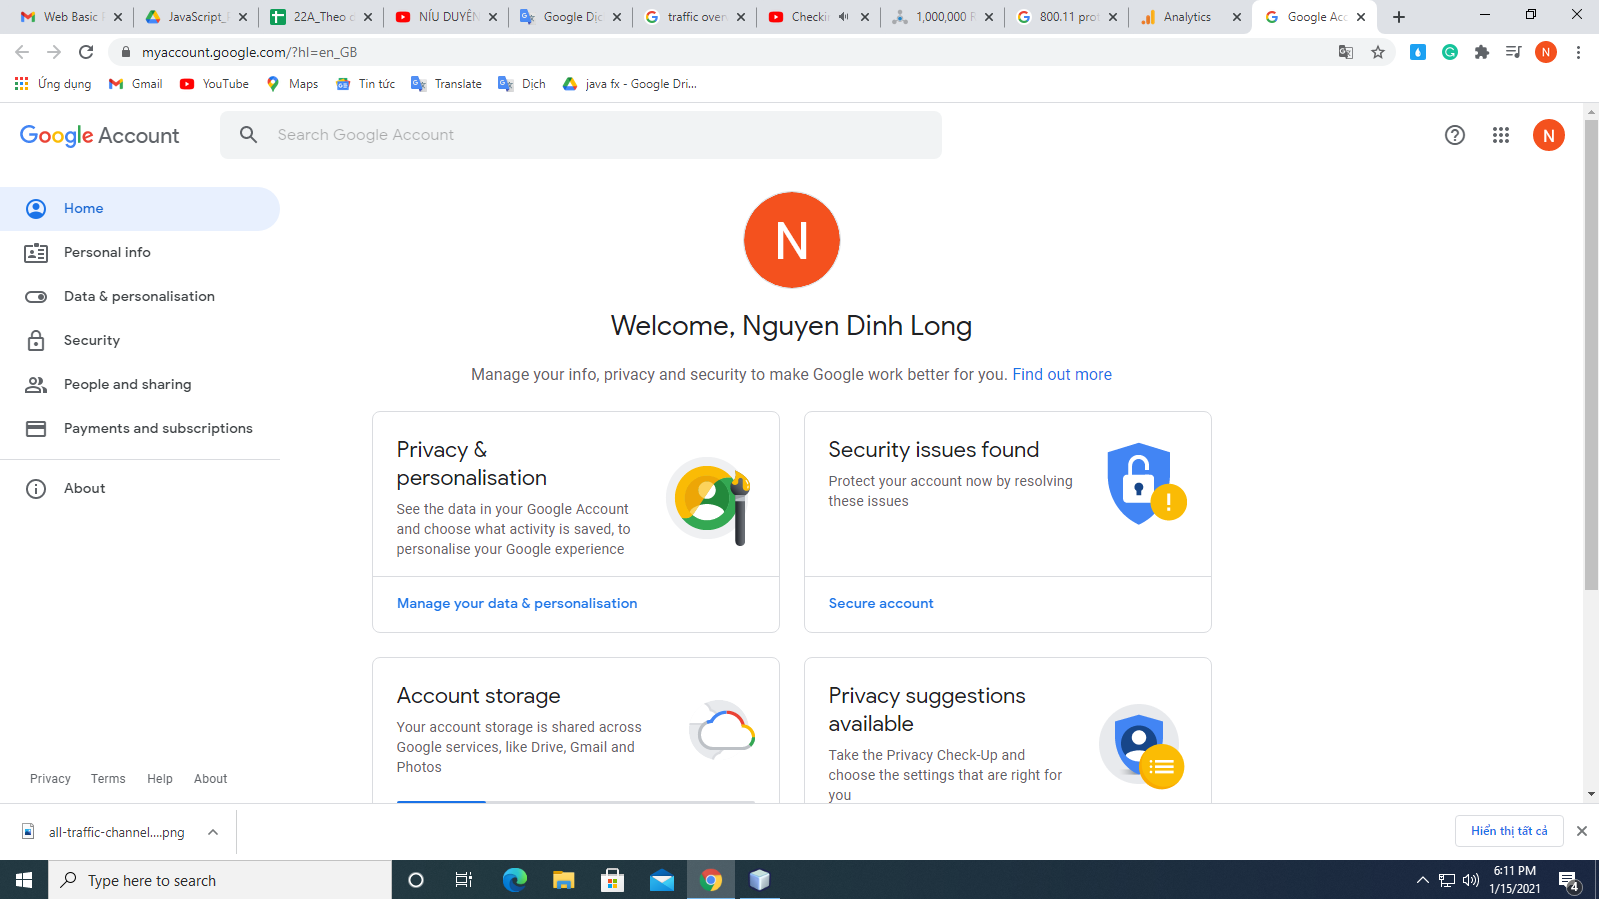 Web Basic
JavaScript_
22A_Theo
NÍU DUYÊN
Google Dịc
traffic over
Checkin
1,000,000 R
800.11 prot
Analytics
Google Acc
myaccount.google.com/?hl=en_GB
N
Ứng dụng
Gmail
YouTube
Maps
Tin tức
Translate
Dịch
java fx - Google Dri...
Google Account
Search Google Account
N
Home
Personal info
Data & personalisation
Security
People and sharing
Payments and subscriptions
About
N
Welcome, Nguyen Dinh Long
Manage your info, privacy and security to make Google work better for you. Find out more
Privacy &
personalisation
See the data in your Google Account
and choose what activity is saved, to
personalise your Google experience
Manage your data & personalisation
Security issues found
Protect your account now by resolving
these issues
Secure account
Account storage
Your account storage is shared across
Google services, like Drive, Gmail and
Photos
Privacy suggestions
available
Take the Privacy Check-Up and
choose the settings that are right for
you
Privacy Terms Help About
all-traffic-channel....png
Hiển thị tất cả
Type here to search
6:11 PM
1/15/2021
4